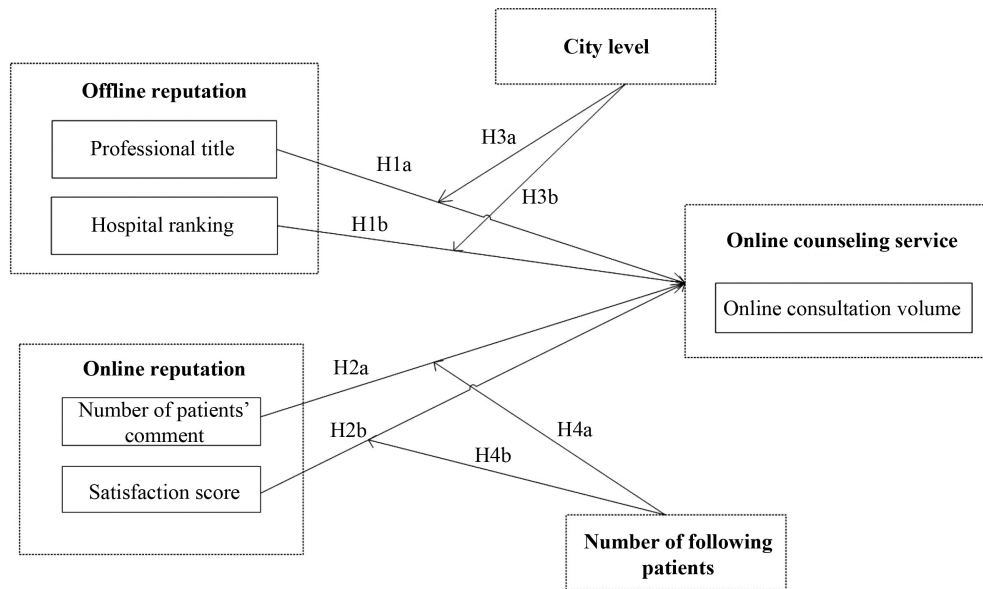 City level
Offline reputation
Professional title
Hospital ranking
H1a
H1b
H3a
H3b
Online counseling service
Online consultation volume
Online reputation
Number of patients’
comment
Satisfaction score
H2a
H2b
H4a
H4b
Number of following
patients